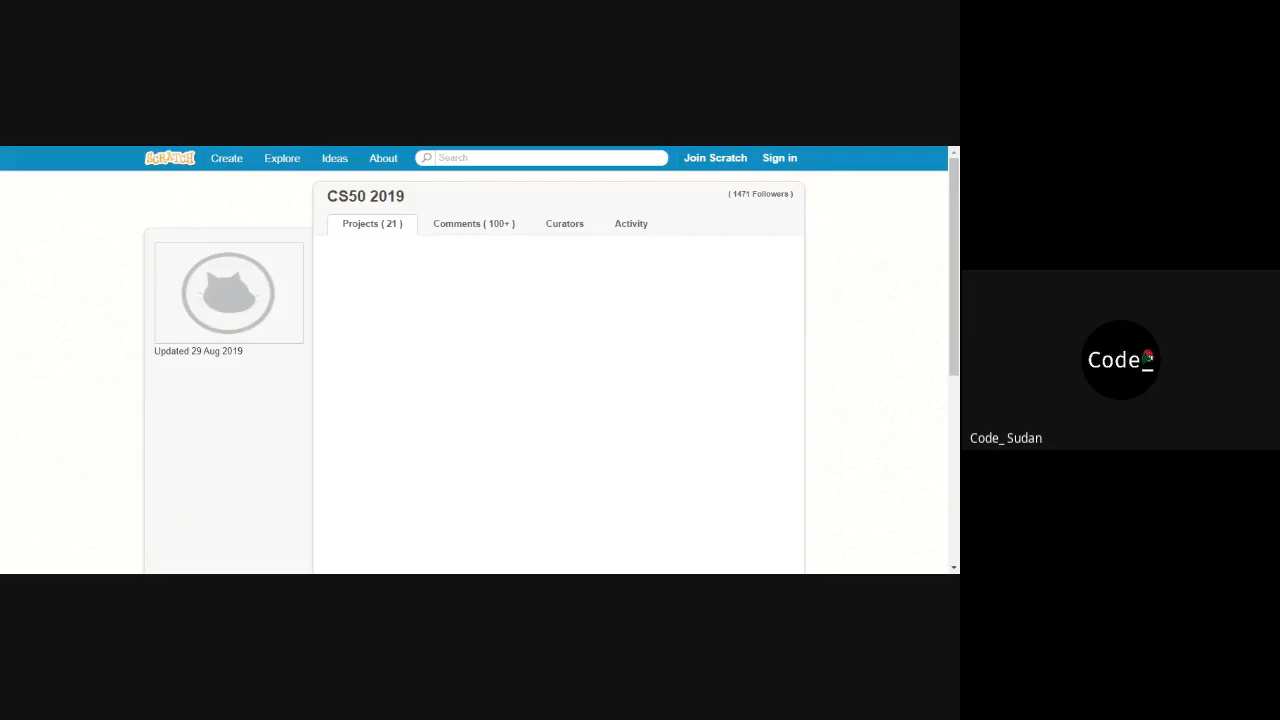 SCRATCH Create Explore Ideas About Search Join Scratch Sign in
CS50 2019 ( 1471 Followers )
Projects ( 21 ) Comments ( 100+ ) Curators Activity
Updated 29 Aug 2019
Code_
Code_ Sudan